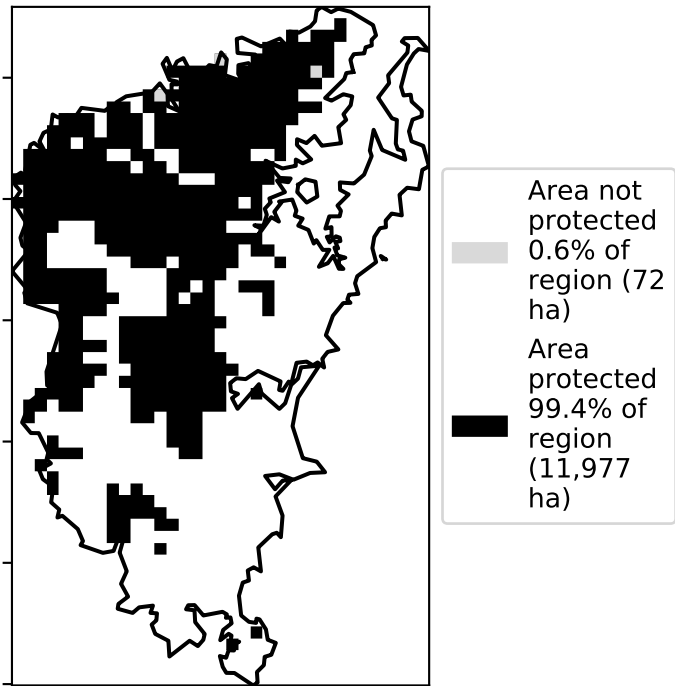 Area not
protected
0.6% of
region (72
ha)
Area
protected
99.4% of
region
(11,977
ha)